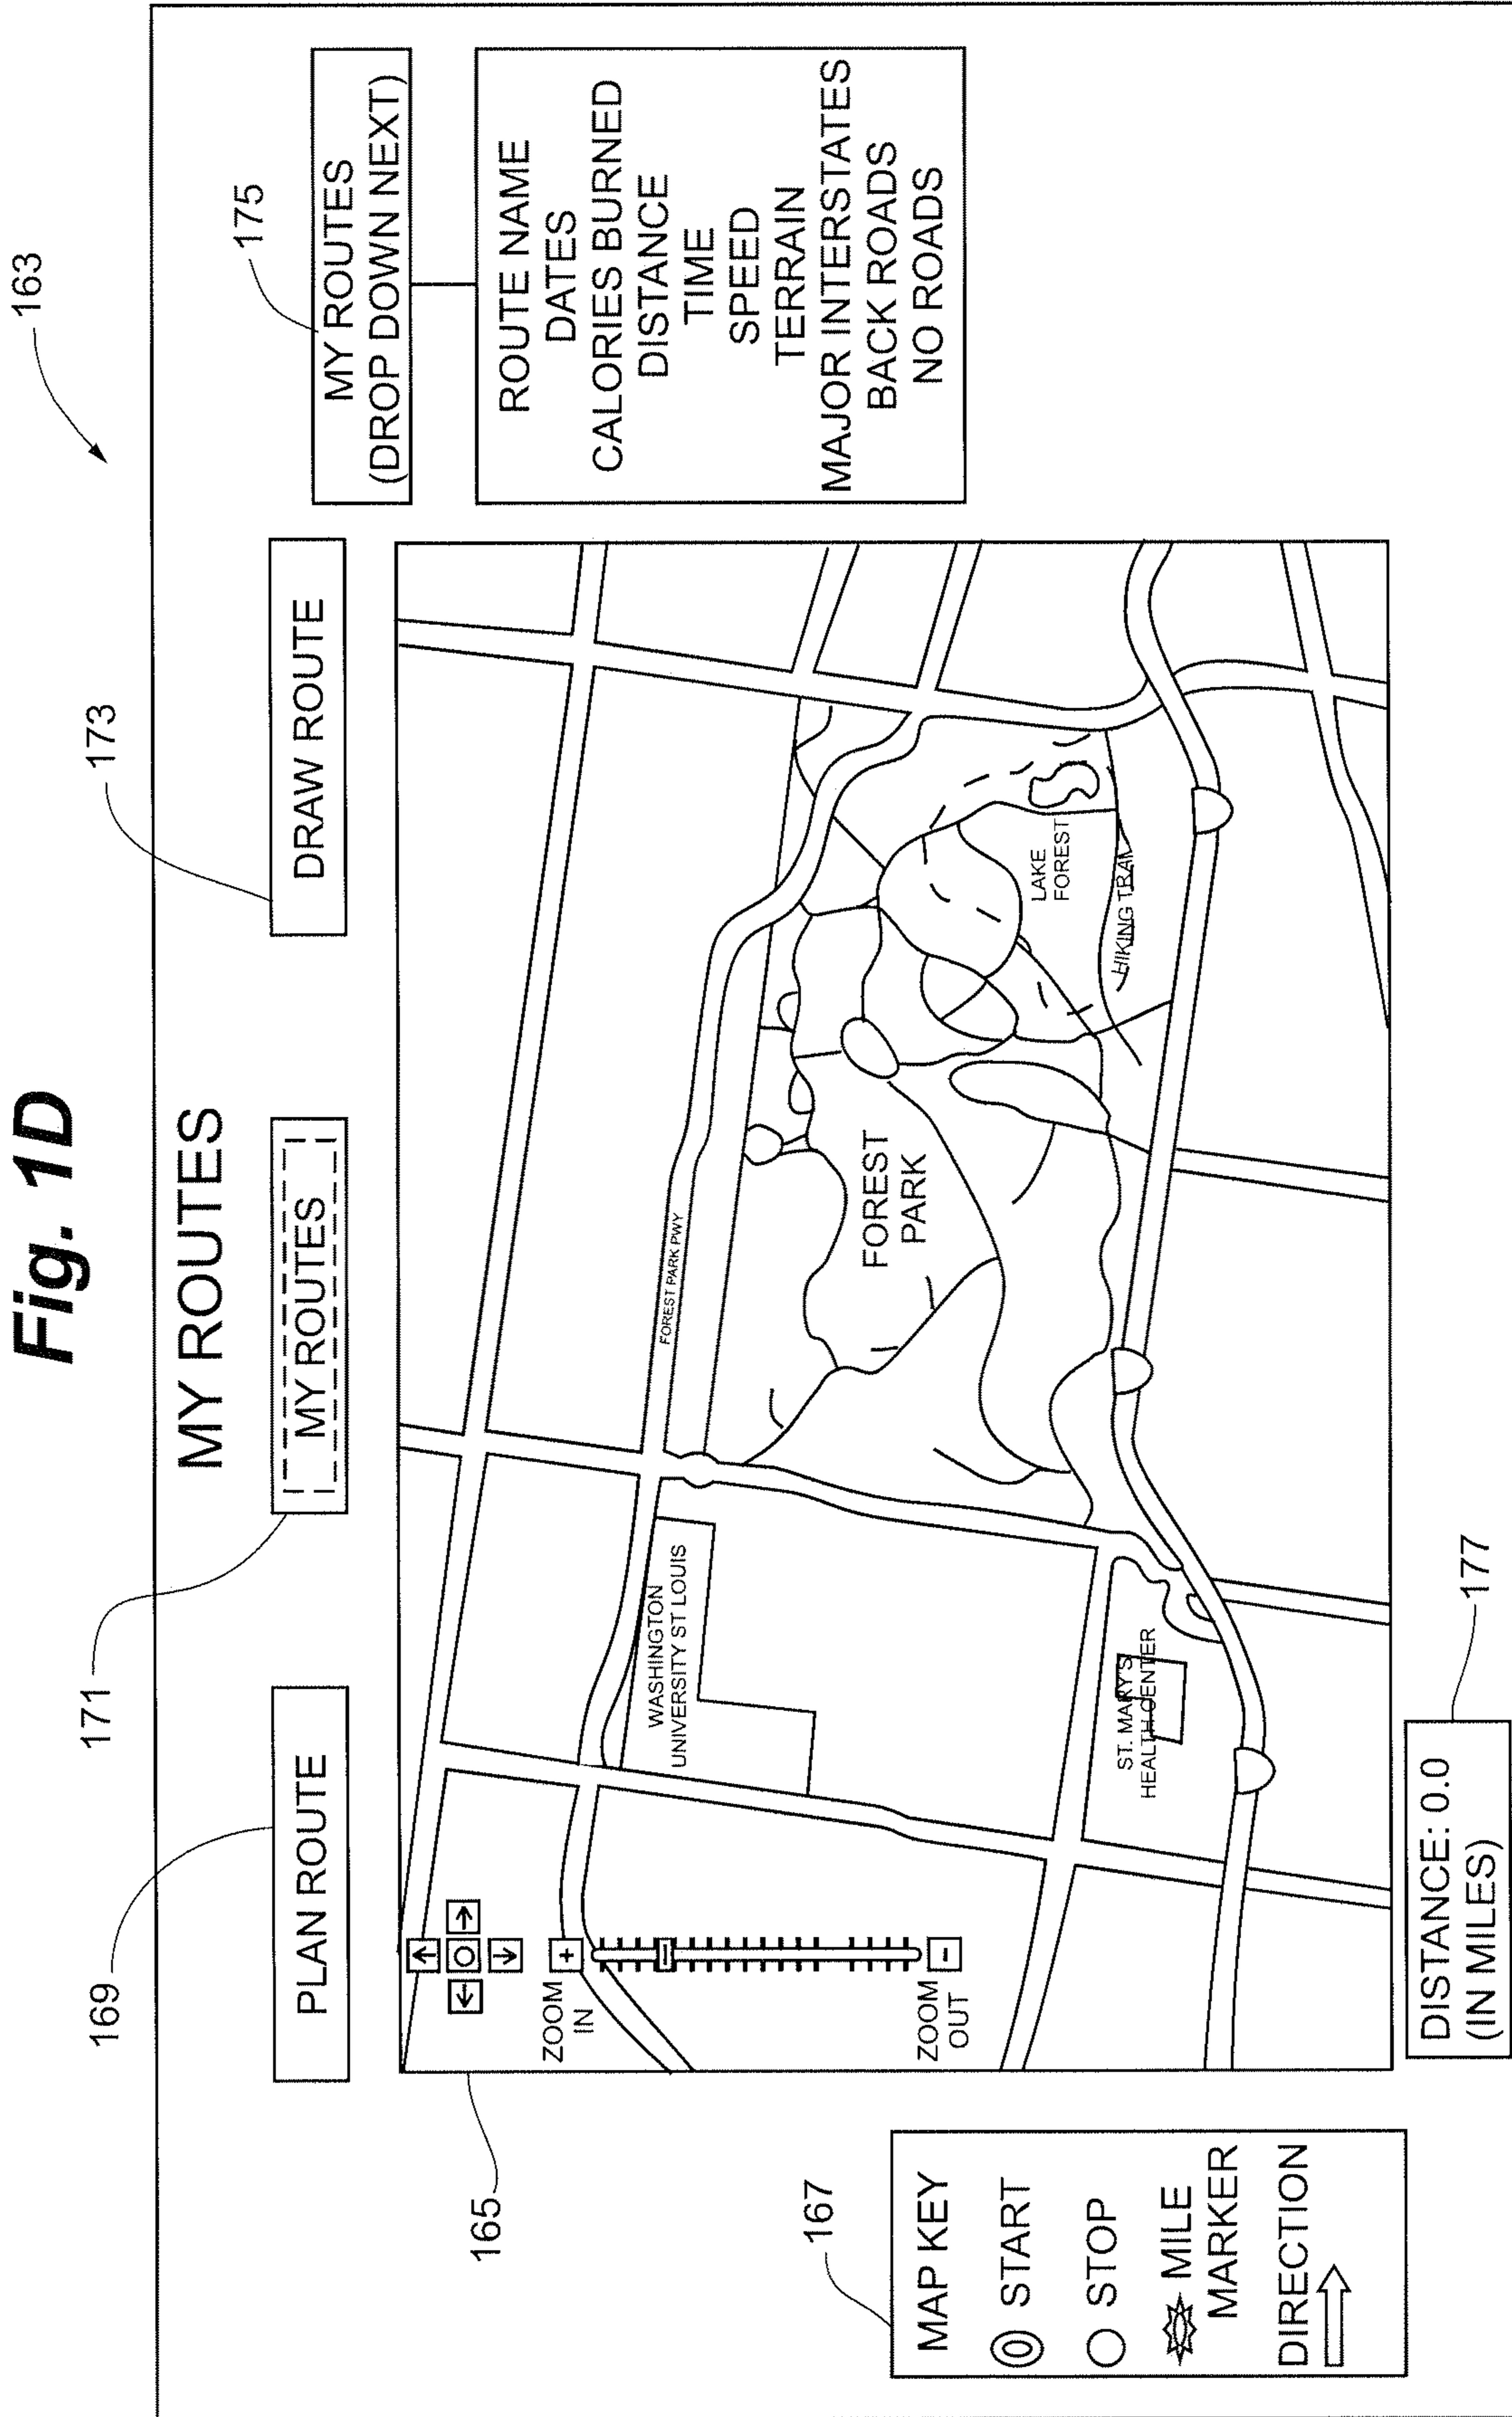 Fig. 1D
163
MY ROUTES
169
171
173
175
PLAN ROUTE
MY ROUTES
DRAW ROUTE
MY ROUTES
(DROP DOWN NEXT)
ROUTE NAME
DATES
CALORIES BURNED
DISTANCE
TIME
SPEED
TERRAIN
MAJOR INTERSTATES
BACK ROADS
NO ROADS
165
ZOOM
IN
+
ZOOM
OUT
-
FOREST PARK PWY
WASHINGTON
UNIVERSITY ST LOUIS
FOREST
PARK
LAKE
FOREST
HIKING TRAIL
ST. MARY'S
HEALTH CENTER
167
MAP KEY
START
STOP
MILE
MARKER
DIRECTION
DISTANCE: 0.0
(IN MILES)
177